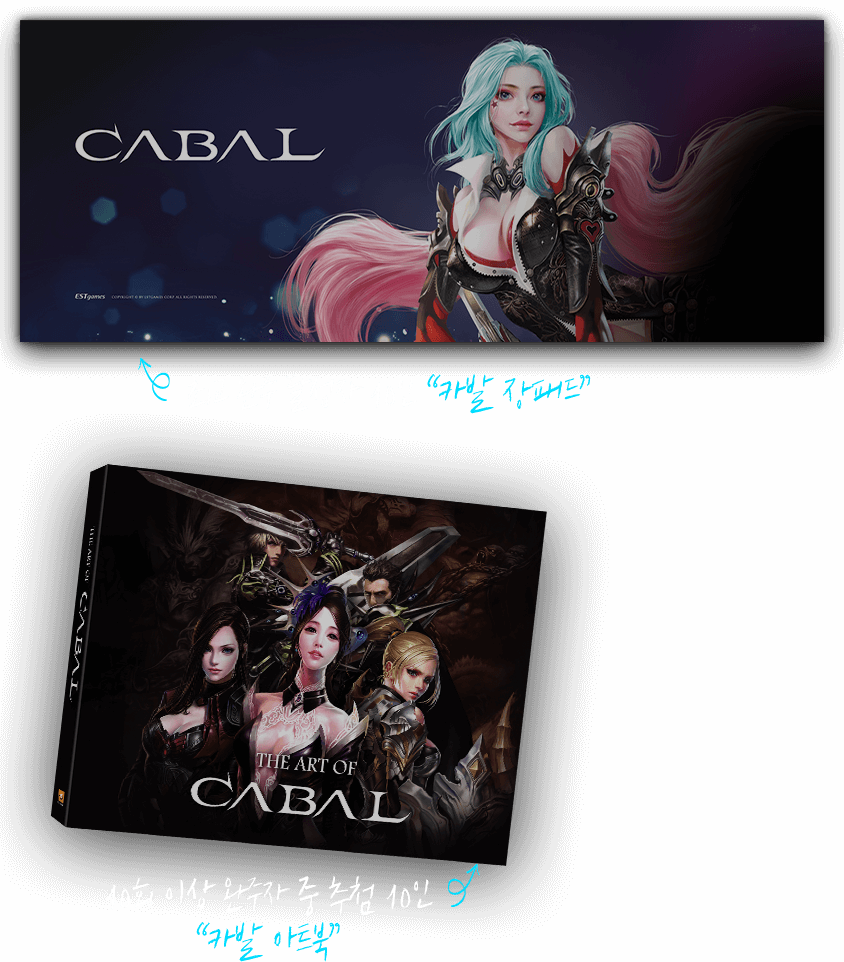 CABAL
ESTgames
"카발 장패드"
THE ART OF CABAL
THE ART OF
CABAL
10회 이상 완주자 중 추첨 10인
"카발 아트북"